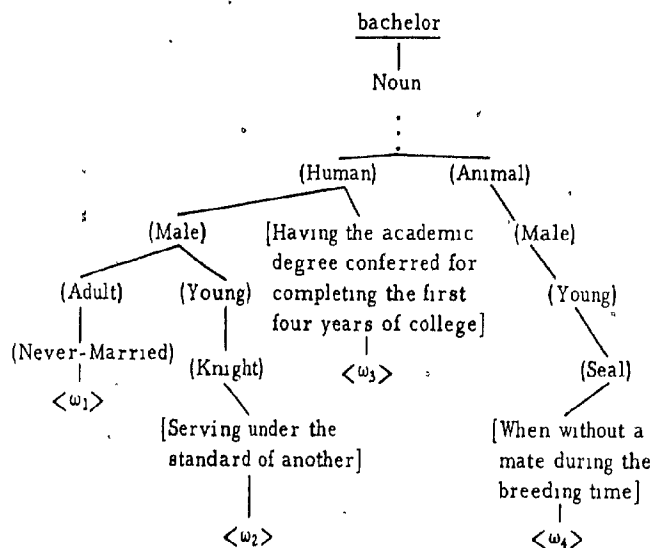 bachelor
Noun
(Human)
(Animal)
(Male)
[Having the academic
degree conferred for
completing the first
four years of college]
(Male)
(Adult)
(Young)
(Young)
(Never-Married)
(Knight)
<ω₃>
(Seal)
<ω₁>
[Serving under the
standard of another]
[When without a
mate during the
breeding time]
<ω₂>
<ω₄>